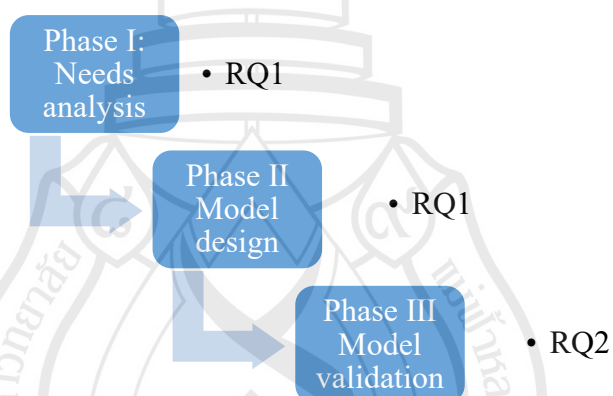 Phase I:
Needs
analysis
• RQ1
Phase II
Model
design
• RQ1
Phase III
Model
validation
• RQ2